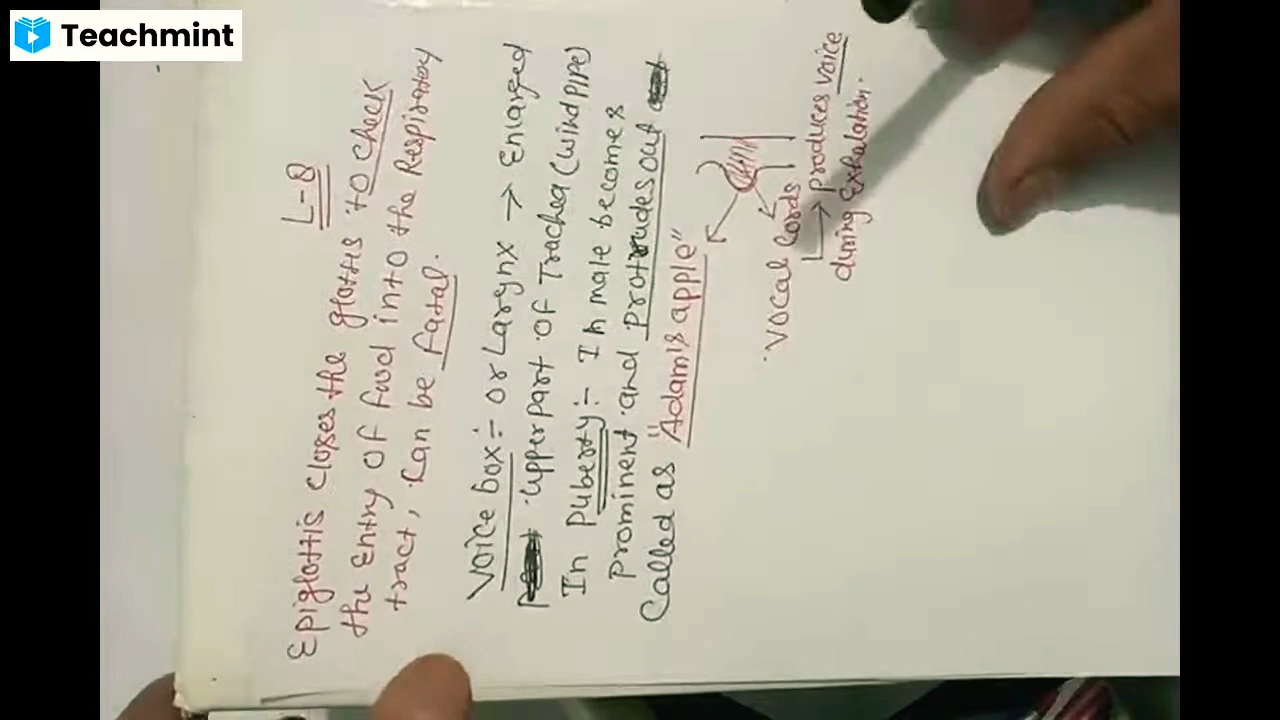 Teachmint
L-8
Epiglottis closes the glottis to check
the Entry of food into the Respiratory
tract, can be fatal.
Voice box:- or Larynx → Enlarged
upper part of Trachea (wind pipe)
In puberty:- In male becomes
prominent and protrudes out
Called as "Adam's apple"
vocal Cords
↳ produces voice
during Exhalation.